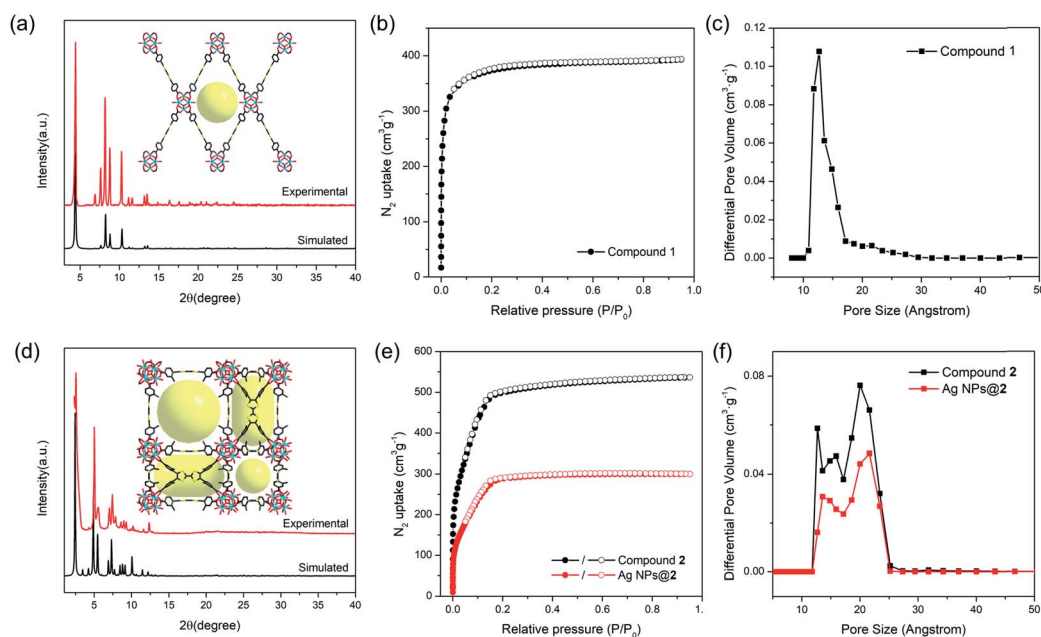 (a)
Intensity(a.u.)
Experimental
Simulated
5 10 15 20 25 30 35 40
2θ(degree)
(b)
N2 uptake (cm3g-1)
400
300
200
100
0
Compound 1
0.0 0.2 0.4 0.6 0.8 1.0
Relative pressure (P/P0)
(c)
Differential Pore Volume (cm3·g-1)
0.12
0.10
0.08
0.06
0.04
0.02
0.00
Compound 1
10 20 30 40 50
Pore Size (Angstrom)
(d)
Intensity(a.u.)
Experimental
Simulated
5 10 15 20 25 30 35 40
2θ(degree)
(e)
N2 uptake (cm3g-1)
600
500
400
300
200
100
0
/ Compound 2
/ Ag NPs@2
0.0 0.2 0.4 0.6 0.8 1.
Relative pressure (P/P0)
(f)
Differential Pore Volume (cm3·g-1)
0.08
0.04
0.00
Compound 2
Ag NPs@2
10 20 30 40 50
Pore Size (Angstrom)